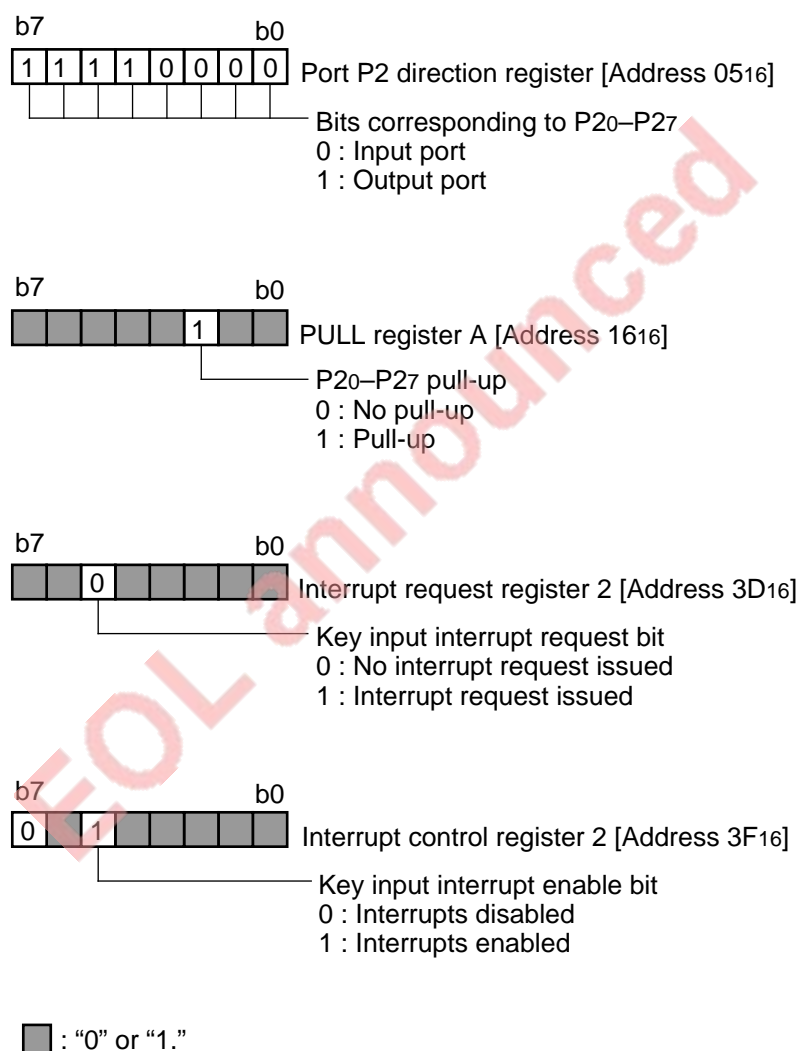 b7 b0
1 1 1 1 0 0 0 0 Port P2 direction register [Address 0516]
Bits corresponding to P20–P27
0 : Input port
1 : Output port
b7 b0
1 PULL register A [Address 1616]
P20–P27 pull-up
0 : No pull-up
1 : Pull-up
b7 b0
0 Interrupt request register 2 [Address 3D16]
Key input interrupt request bit
0 : No interrupt request issued
1 : Interrupt request issued
b7 b0
0 1 Interrupt control register 2 [Address 3F16]
Key input interrupt enable bit
0 : Interrupts disabled
1 : Interrupts enabled
: “0” or “1.”
EOL announced